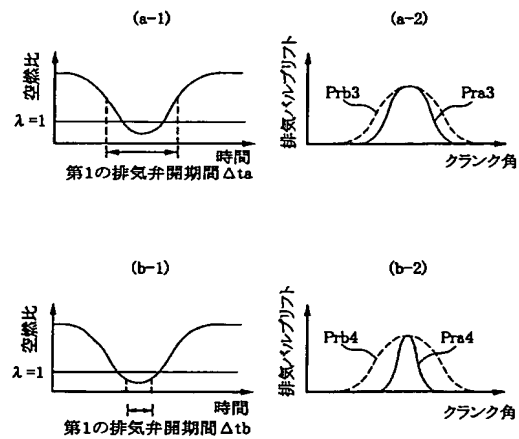 (a-1)
空燃比
λ=1
時間
第1の排気弁開期間Δta
(a-2)
排気バルブリフト
Prb3
Pra3
クランク角
(b-1)
空燃比
λ=1
時間
第1の排気弁開期間Δtb
(b-2)
排気バルブリフト
Prb4
Pra4
クランク角